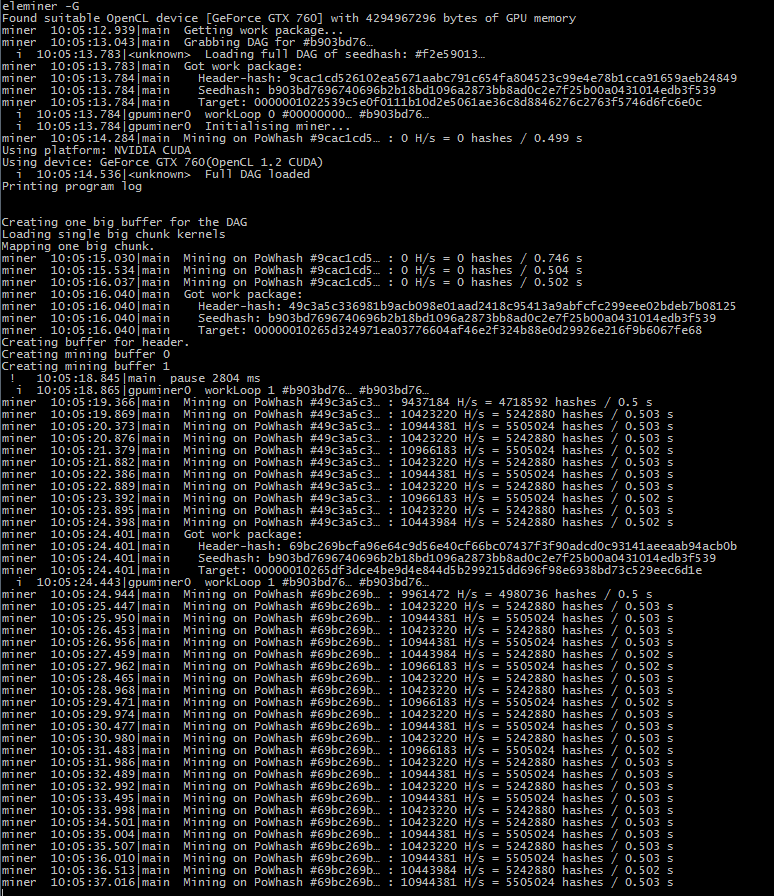 eleminer -G
Found suitable OpenCL device [GeForce GTX 760] with 4294967296 bytes of GPU memory
miner  10:05:12.939|main  Getting work package...
miner  10:05:13.043|main  Grabbing DAG for #b903bd76…
  i  10:05:13.783|<unknown>  Loading full DAG of seedhash: #f2e59013…
miner  10:05:13.783|main  Got work package:
miner  10:05:13.784|main    Header-hash: 9cac1cd526102ea5671aabc791c654fa804523c99e4e78b1cca91659aeb24849
miner  10:05:13.784|main    Seedhash: b903bd7696740696b2b18bd1096a2873bb8ad0c2e7f25b00a0431014edb3f539
miner  10:05:13.784|main    Target: 0000001022539c5e0f0111b10d2e5061ae36c8d8846276c2763f5746d6fc6e0c
  i  10:05:13.784|gpuminer0  workLoop 0 #00000000… #b903bd76…
  i  10:05:13.784|gpuminer0  Initialising miner...
miner  10:05:14.284|main  Mining on PoWhash #9cac1cd5… : 0 H/s = 0 hashes / 0.499 s
Using platform: NVIDIA CUDA
Using device: GeForce GTX 760(OpenCL 1.2 CUDA)
  i  10:05:14.536|<unknown>  Full DAG loaded
Printing program log
Creating one big buffer for the DAG
Loading single big chunk kernels
Mapping one big chunk.
miner  10:05:15.030|main  Mining on PoWhash #9cac1cd5… : 0 H/s = 0 hashes / 0.746 s
miner  10:05:15.534|main  Mining on PoWhash #9cac1cd5… : 0 H/s = 0 hashes / 0.504 s
miner  10:05:16.037|main  Mining on PoWhash #9cac1cd5… : 0 H/s = 0 hashes / 0.502 s
miner  10:05:16.040|main  Got work package:
miner  10:05:16.040|main    Header-hash: 49c3a5c336981b9acb098e01aad2418c95413a9abfcfc299eee02bdeb7b08125
miner  10:05:16.040|main    Seedhash: b903bd7696740696b2b18bd1096a2873bb8ad0c2e7f25b00a0431014edb3f539
miner  10:05:16.040|main    Target: 00000010265d324971ea03776604af46e2f324b88e0d29926e216f9b6067fe68
Creating buffer for header.
Creating mining buffer 0
Creating mining buffer 1
 !   10:05:18.845|main  pause 2804 ms
  i  10:05:18.865|gpuminer0  workLoop 1 #b903bd76… #b903bd76…
miner  10:05:19.366|main  Mining on PoWhash #49c3a5c3… : 9437184 H/s = 4718592 hashes / 0.5 s
miner  10:05:19.869|main  Mining on PoWhash #49c3a5c3… : 10423220 H/s = 5242880 hashes / 0.503 s
miner  10:05:20.373|main  Mining on PoWhash #49c3a5c3… : 10944381 H/s = 5505024 hashes / 0.503 s
miner  10:05:20.876|main  Mining on PoWhash #49c3a5c3… : 10423220 H/s = 5242880 hashes / 0.503 s
miner  10:05:21.379|main  Mining on PoWhash #49c3a5c3… : 10966183 H/s = 5505024 hashes / 0.502 s
miner  10:05:21.882|main  Mining on PoWhash #49c3a5c3… : 10423220 H/s = 5242880 hashes / 0.503 s
miner  10:05:22.386|main  Mining on PoWhash #49c3a5c3… : 10944381 H/s = 5505024 hashes / 0.503 s
miner  10:05:22.889|main  Mining on PoWhash #49c3a5c3… : 10423220 H/s = 5242880 hashes / 0.503 s
miner  10:05:23.392|main  Mining on PoWhash #49c3a5c3… : 10966183 H/s = 5505024 hashes / 0.502 s
miner  10:05:23.895|main  Mining on PoWhash #49c3a5c3… : 10423220 H/s = 5242880 hashes / 0.503 s
miner  10:05:24.398|main  Mining on PoWhash #49c3a5c3… : 10443984 H/s = 5242880 hashes / 0.502 s
miner  10:05:24.401|main  Got work package:
miner  10:05:24.401|main    Header-hash: 69bc269bcfa96e64c9d56e40cf66bc07437f3f90adcd0c93141aeeaab94acb0b
miner  10:05:24.401|main    Seedhash: b903bd7696740696b2b18bd1096a2873bb8ad0c2e7f25b00a0431014edb3f539
miner  10:05:24.401|main    Target: 00000010265df3dce4be9d4e844d5b299215dd696f98e6938bd73c529eec6d1e
  i  10:05:24.443|gpuminer0  workLoop 1 #b903bd76… #b903bd76…
miner  10:05:24.944|main  Mining on PoWhash #69bc269b… : 9961472 H/s = 4980736 hashes / 0.5 s
miner  10:05:25.447|main  Mining on PoWhash #69bc269b… : 10423220 H/s = 5242880 hashes / 0.503 s
miner  10:05:25.950|main  Mining on PoWhash #69bc269b… : 10944381 H/s = 5505024 hashes / 0.503 s
miner  10:05:26.453|main  Mining on PoWhash #69bc269b… : 10423220 H/s = 5242880 hashes / 0.503 s
miner  10:05:26.956|main  Mining on PoWhash #69bc269b… : 10944381 H/s = 5505024 hashes / 0.503 s
miner  10:05:27.459|main  Mining on PoWhash #69bc269b… : 10443984 H/s = 5242880 hashes / 0.502 s
miner  10:05:27.962|main  Mining on PoWhash #69bc269b… : 10966183 H/s = 5505024 hashes / 0.502 s
miner  10:05:28.465|main  Mining on PoWhash #69bc269b… : 10423220 H/s = 5242880 hashes / 0.503 s
miner  10:05:28.968|main  Mining on PoWhash #69bc269b… : 10423220 H/s = 5242880 hashes / 0.503 s
miner  10:05:29.471|main  Mining on PoWhash #69bc269b… : 10966183 H/s = 5505024 hashes / 0.502 s
miner  10:05:29.974|main  Mining on PoWhash #69bc269b… : 10423220 H/s = 5242880 hashes / 0.503 s
miner  10:05:30.477|main  Mining on PoWhash #69bc269b… : 10944381 H/s = 5505024 hashes / 0.503 s
miner  10:05:30.980|main  Mining on PoWhash #69bc269b… : 10423220 H/s = 5242880 hashes / 0.503 s
miner  10:05:31.483|main  Mining on PoWhash #69bc269b… : 10966183 H/s = 5505024 hashes / 0.502 s
miner  10:05:31.986|main  Mining on PoWhash #69bc269b… : 10423220 H/s = 5242880 hashes / 0.503 s
miner  10:05:32.489|main  Mining on PoWhash #69bc269b… : 10944381 H/s = 5505024 hashes / 0.503 s
miner  10:05:32.992|main  Mining on PoWhash #69bc269b… : 10423220 H/s = 5242880 hashes / 0.503 s
miner  10:05:33.495|main  Mining on PoWhash #69bc269b… : 10944381 H/s = 5505024 hashes / 0.503 s
miner  10:05:33.998|main  Mining on PoWhash #69bc269b… : 10423220 H/s = 5242880 hashes / 0.503 s
miner  10:05:34.501|main  Mining on PoWhash #69bc269b… : 10423220 H/s = 5242880 hashes / 0.503 s
miner  10:05:35.004|main  Mining on PoWhash #69bc269b… : 10944381 H/s = 5505024 hashes / 0.503 s
miner  10:05:35.507|main  Mining on PoWhash #69bc269b… : 10423220 H/s = 5242880 hashes / 0.503 s
miner  10:05:36.010|main  Mining on PoWhash #69bc269b… : 10944381 H/s = 5505024 hashes / 0.503 s
miner  10:05:36.513|main  Mining on PoWhash #69bc269b… : 10443984 H/s = 5242880 hashes / 0.502 s
miner  10:05:37.016|main  Mining on PoWhash #69bc269b… : 10944381 H/s = 5505024 hashes / 0.503 s